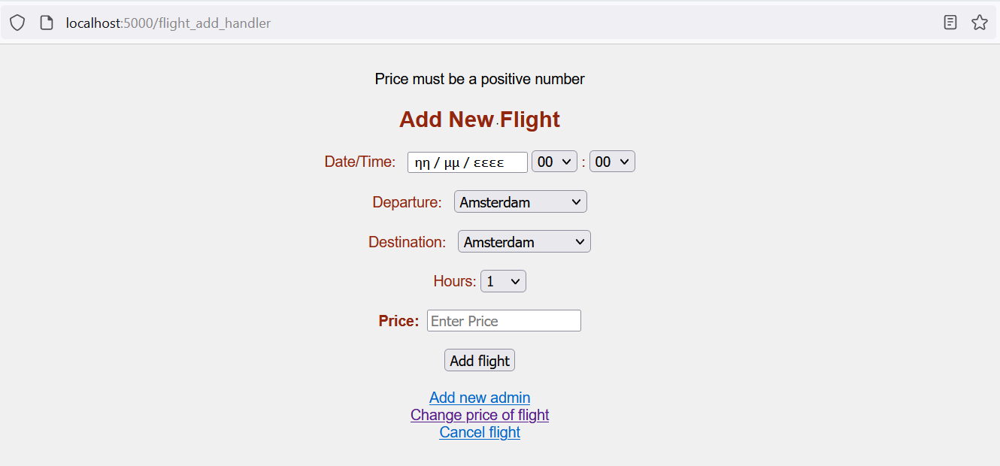 localhost:5000/flight_add_handler
Price must be a positive number
Add New Flight
Date/Time: ηη / μμ / εεεε 00 : 00
Departure: Amsterdam
Destination: Amsterdam
Hours: 1
Price: Enter Price
Add flight
Add new admin
Change price of flight
Cancel flight